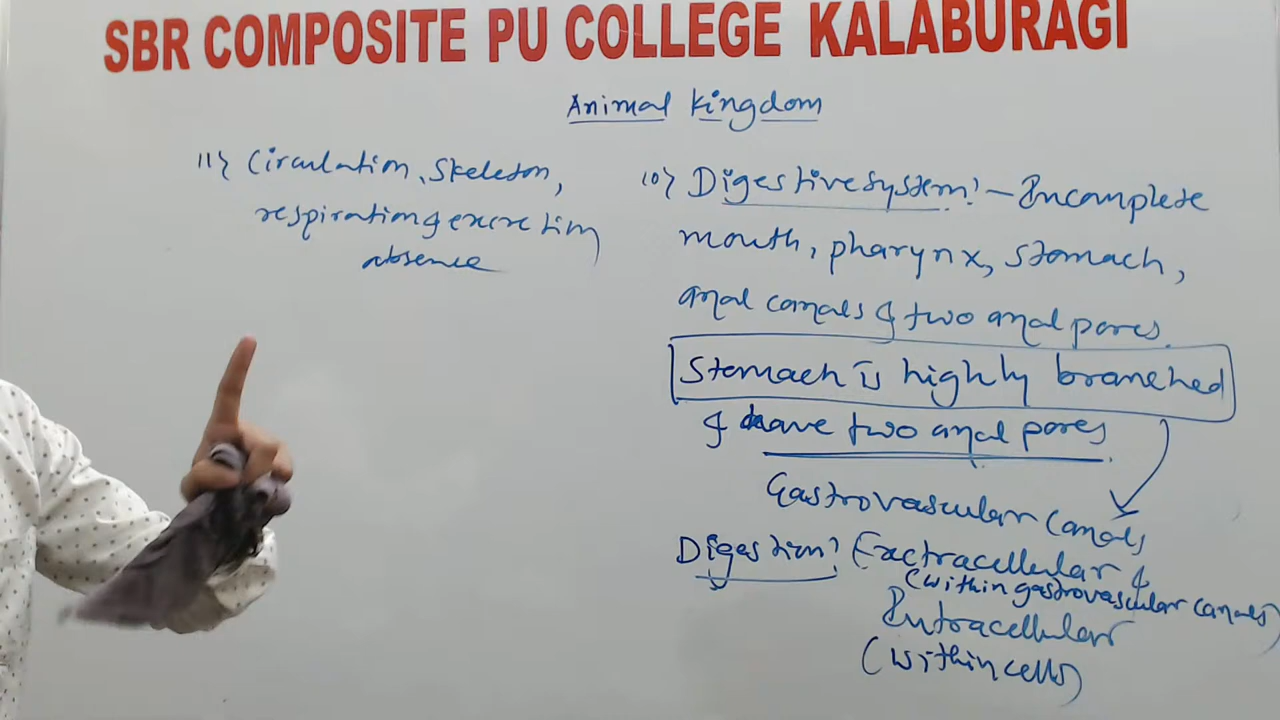 SBR COMPOSITE PU COLLEGE KALABURAGI
Animal kingdom
11) Circulation, skeleton,
respiration & excretion
absence
10) Digestive system:- Incomplete
mouth, pharynx, stomach,
anal canals & two anal pores.
Stomach is highly branched
& have two anal pores
Gastrovascular canals
Digestion: Exctracellular &
(within gastrovascular canals)
Intracellular
(within cells)